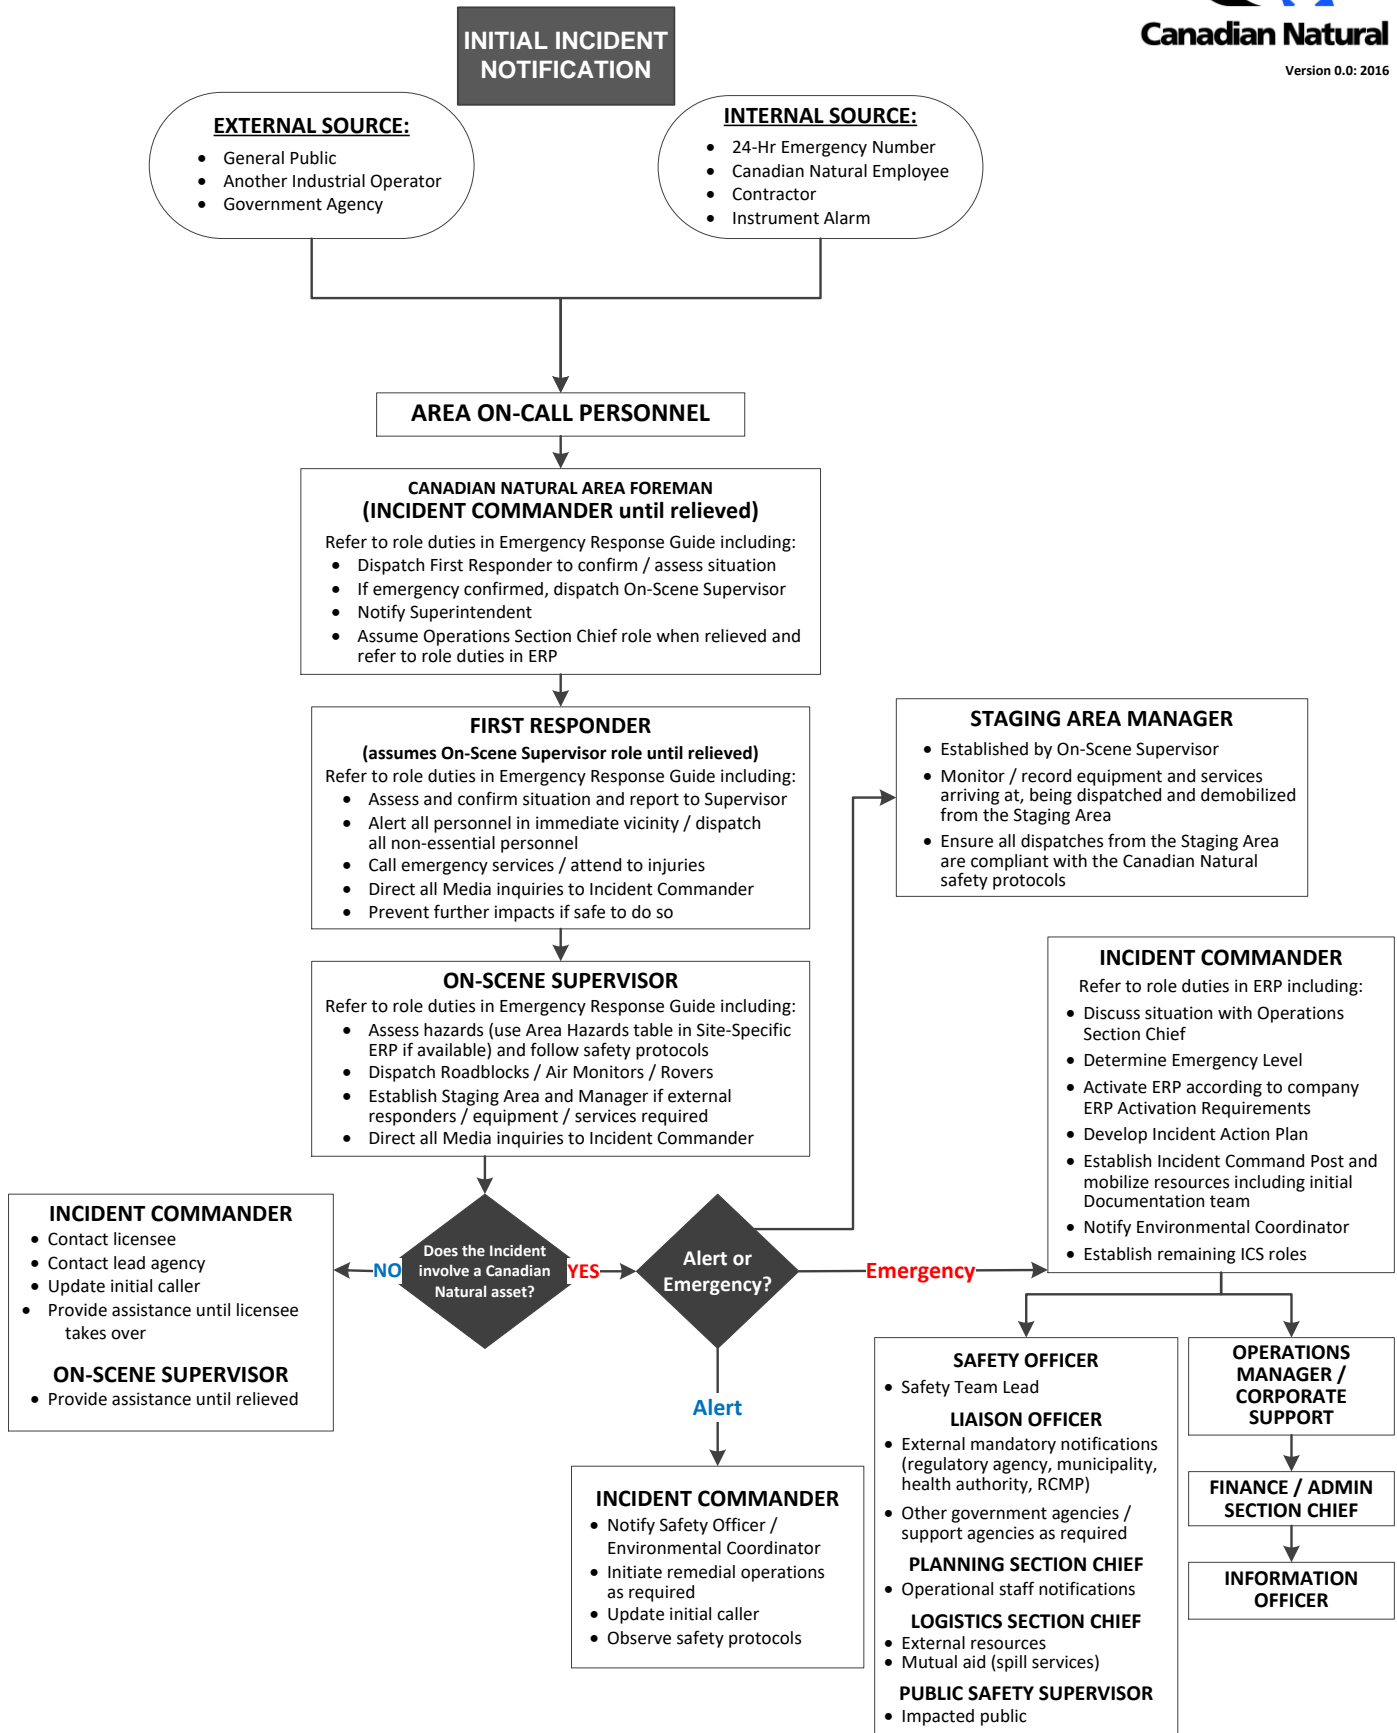 Canadian Natural
Version 0.0: 2016
INITIAL INCIDENT
NOTIFICATION
EXTERNAL SOURCE:
• General Public
• Another Industrial Operator
• Government Agency
INTERNAL SOURCE:
• 24-Hr Emergency Number
• Canadian Natural Employee
• Contractor
• Instrument Alarm
AREA ON-CALL PERSONNEL
CANADIAN NATURAL AREA FOREMAN
(INCIDENT COMMANDER until relieved)
Refer to role duties in Emergency Response Guide including:
• Dispatch First Responder to confirm / assess situation
• If emergency confirmed, dispatch On-Scene Supervisor
• Notify Superintendent
• Assume Operations Section Chief role when relieved and
refer to role duties in ERP
FIRST RESPONDER
(assumes On-Scene Supervisor role until relieved)
Refer to role duties in Emergency Response Guide including:
• Assess and confirm situation and report to Supervisor
• Alert all personnel in immediate vicinity / dispatch
all non-essential personnel
• Call emergency services / attend to injuries
• Direct all Media inquiries to Incident Commander
• Prevent further impacts if safe to do so
STAGING AREA MANAGER
• Established by On-Scene Supervisor
• Monitor / record equipment and services
arriving at, being dispatched and demobilized
from the Staging Area
• Ensure all dispatches from the Staging Area
are compliant with the Canadian Natural
safety protocols
ON-SCENE SUPERVISOR
Refer to role duties in Emergency Response Guide including:
• Assess hazards (use Area Hazards table in Site-Specific
ERP if available) and follow safety protocols
• Dispatch Roadblocks / Air Monitors / Rovers
• Establish Staging Area and Manager if external
responders / equipment / services required
• Direct all Media inquiries to Incident Commander
INCIDENT COMMANDER
Refer to role duties in ERP including:
• Discuss situation with Operations
Section Chief
• Determine Emergency Level
• Activate ERP according to company
ERP Activation Requirements
• Develop Incident Action Plan
• Establish Incident Command Post and
mobilize resources including initial
Documentation team
• Notify Environmental Coordinator
• Establish remaining ICS roles
INCIDENT COMMANDER
• Contact licensee
• Contact lead agency
• Update initial caller
• Provide assistance until licensee
takes over
ON-SCENE SUPERVISOR
• Provide assistance until relieved
NO
Does the Incident
involve a Canadian
Natural asset?
YES
Alert or
Emergency?
Emergency
Alert
INCIDENT COMMANDER
• Notify Safety Officer /
Environmental Coordinator
• Initiate remedial operations
as required
• Update initial caller
• Observe safety protocols
SAFETY OFFICER
• Safety Team Lead
LIAISON OFFICER
• External mandatory notifications
(regulatory agency, municipality,
health authority, RCMP)
• Other government agencies /
support agencies as required
PLANNING SECTION CHIEF
• Operational staff notifications
LOGISTICS SECTION CHIEF
• External resources
• Mutual aid (spill services)
PUBLIC SAFETY SUPERVISOR
• Impacted public
OPERATIONS
MANAGER /
CORPORATE
SUPPORT
FINANCE / ADMIN
SECTION CHIEF
INFORMATION
OFFICER